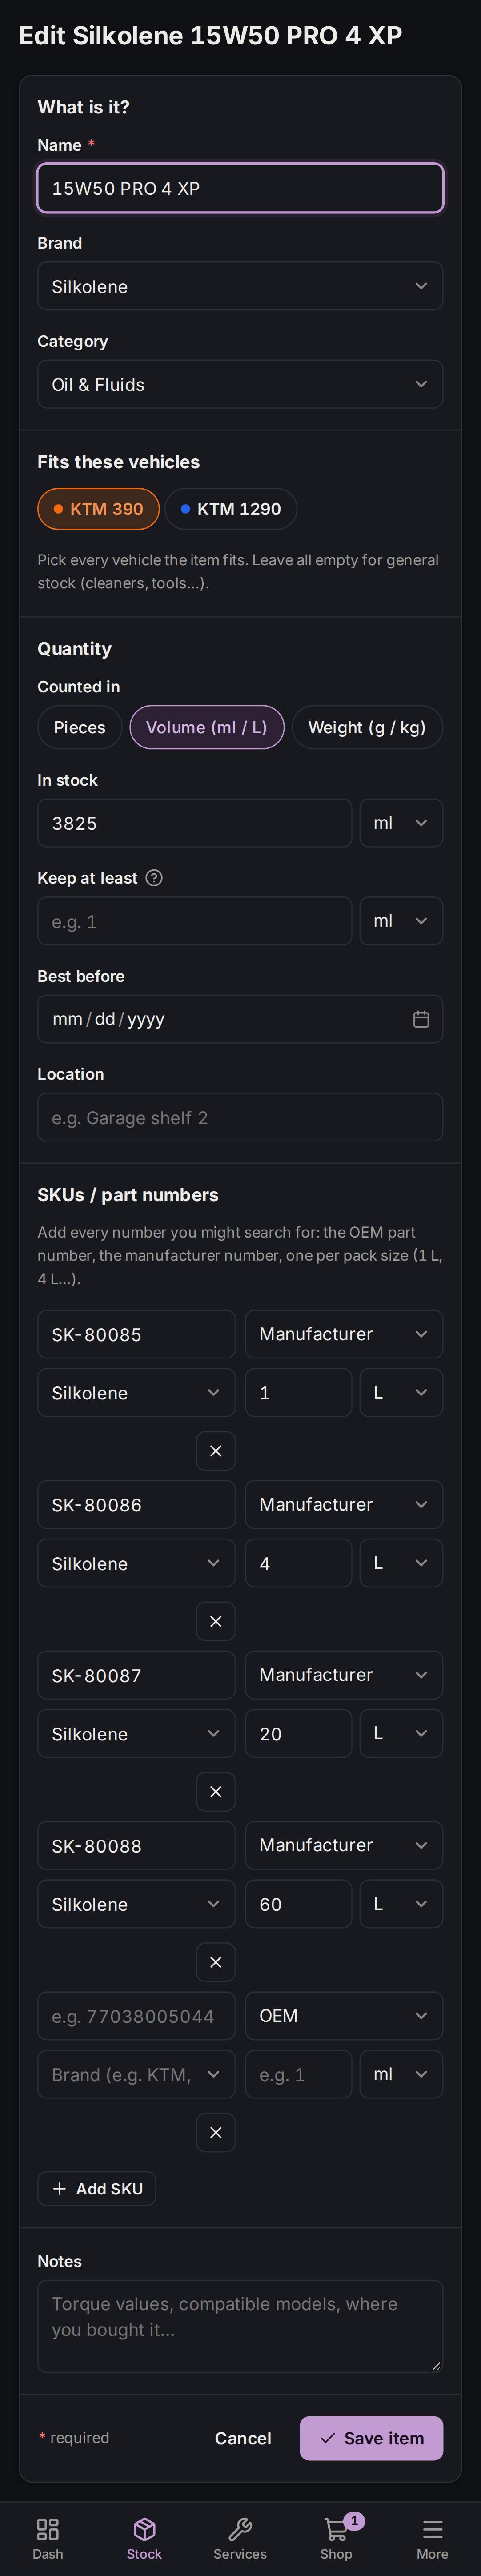 Edit Silkolene 15W50 PRO 4 XP
What is it?
Name *
15W50 PRO 4 XP
Brand
Silkolene
Category
Oil & Fluids
Fits these vehicles
KTM 390
KTM 1290
Pick every vehicle the item fits. Leave all empty for general
stock (cleaners, tools...).
Quantity
Counted in
Pieces
Volume (ml / L)
Weight (g / kg)
In stock
3825
ml
Keep at least ?
e.g. 1
ml
Best before
mm/dd/yyyy
Location
e.g. Garage shelf 2
SKUs / part numbers
Add every number you might search for: the OEM part
number, the manufacturer number, one per pack size (1 L,
4 L...).
SK-80085
Manufacturer
Silkolene
1
L
SK-80086
Manufacturer
Silkolene
4
L
SK-80087
Manufacturer
Silkolene
20
L
SK-80088
Manufacturer
Silkolene
60
L
e.g. 77038005044
OEM
Brand (e.g. KTM,
e.g. 1
ml
+ Add SKU
Notes
Torque values, compatible models, where
you bought it...
* required
Cancel
Save item
1
Dash
Stock
Services
Shop
More